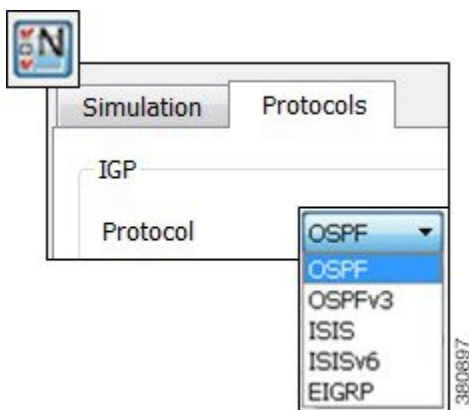 N
Simulation Protocols
IGP
Protocol OSPF
OSPF
OSPFv3
ISIS
ISISv6
EIGRP
380897